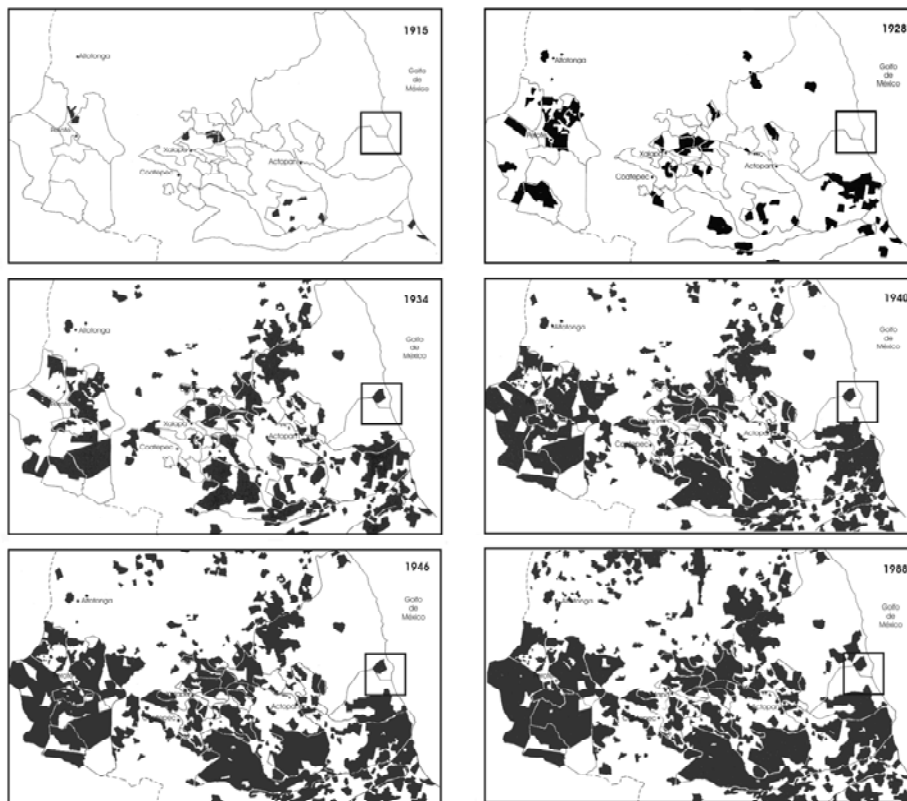 1915
Altotonga
Golfo
de
México
Xalapa
Actopan
Coatepec
1928
Altotonga
Golfo
de
México
Xalapa
Actopan
Coatepec
1934
Altotonga
Golfo
de
México
Xalapa
Actopan
Coatepec
1940
Altotonga
Golfo
de
México
Actopan
1946
Altotonga
Golfo
de
México
Actopan
1988
Golfo
de
México
Actopan